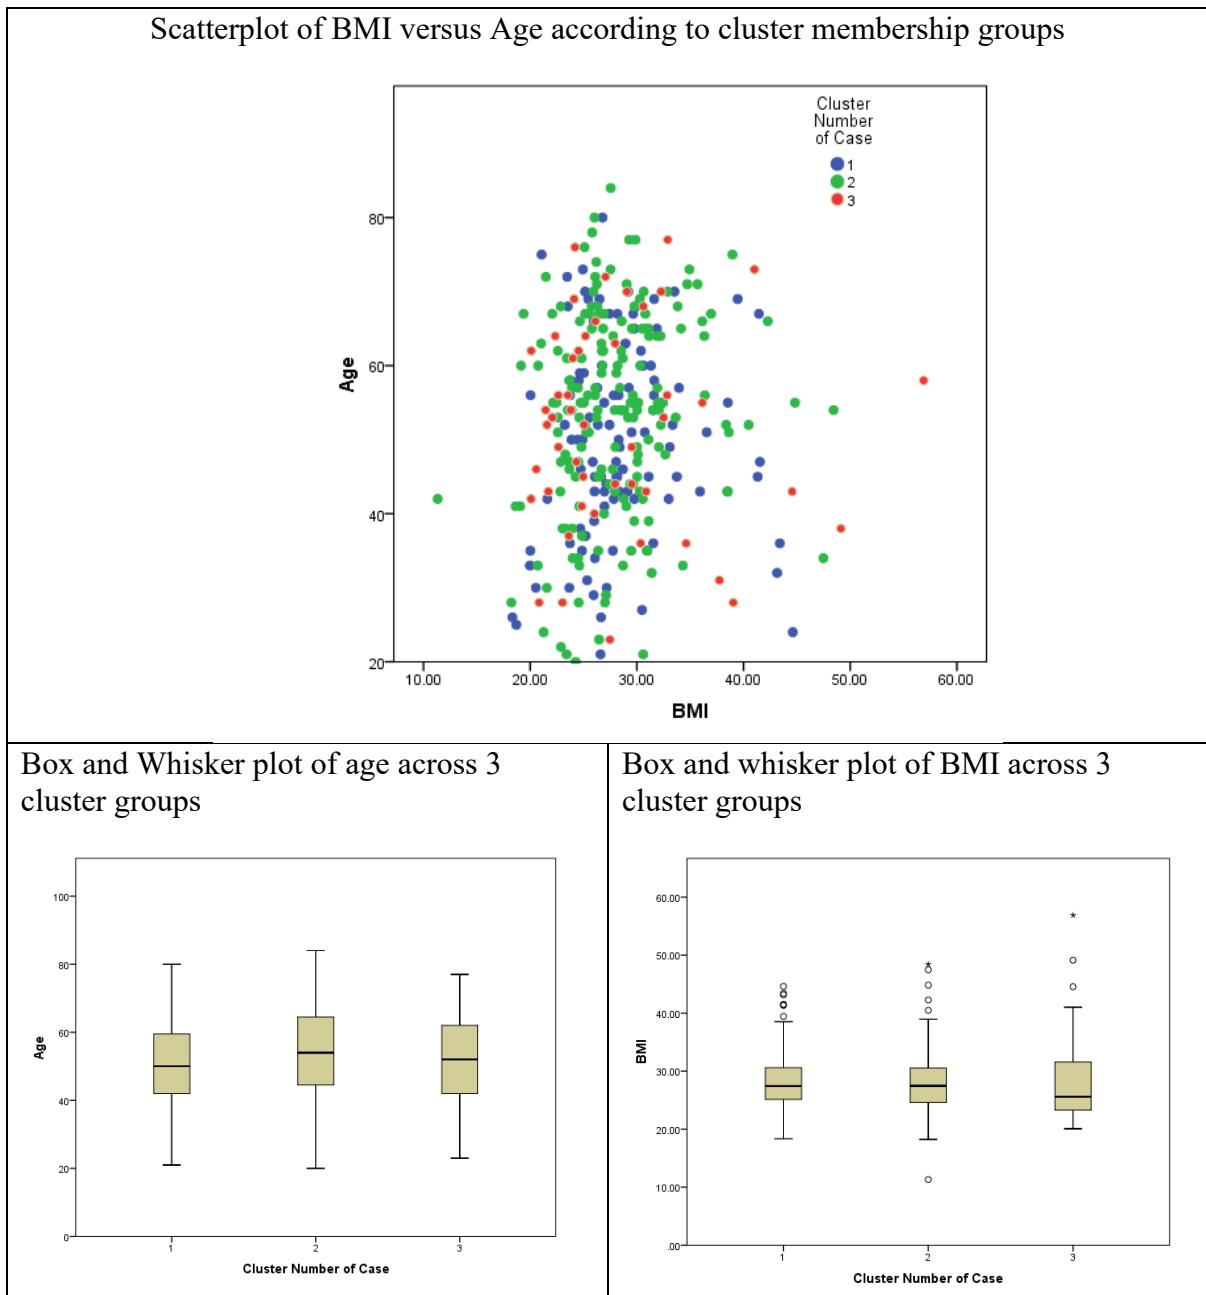 Scatterplot of BMI versus Age according to cluster membership groups
Cluster
Number
of Case
1
2
3
80
60
40
20
Age
10.00 20.00 30.00 40.00 50.00 60.00
BMI
Box and Whisker plot of age across 3
cluster groups
100
80
60
40
20
0
Age
1 2 3
Cluster Number of Case
Box and whisker plot of BMI across 3
cluster groups
60.00
50.00
40.00
30.00
20.00
10.00
.00
BMI
1 2 3
Cluster Number of Case